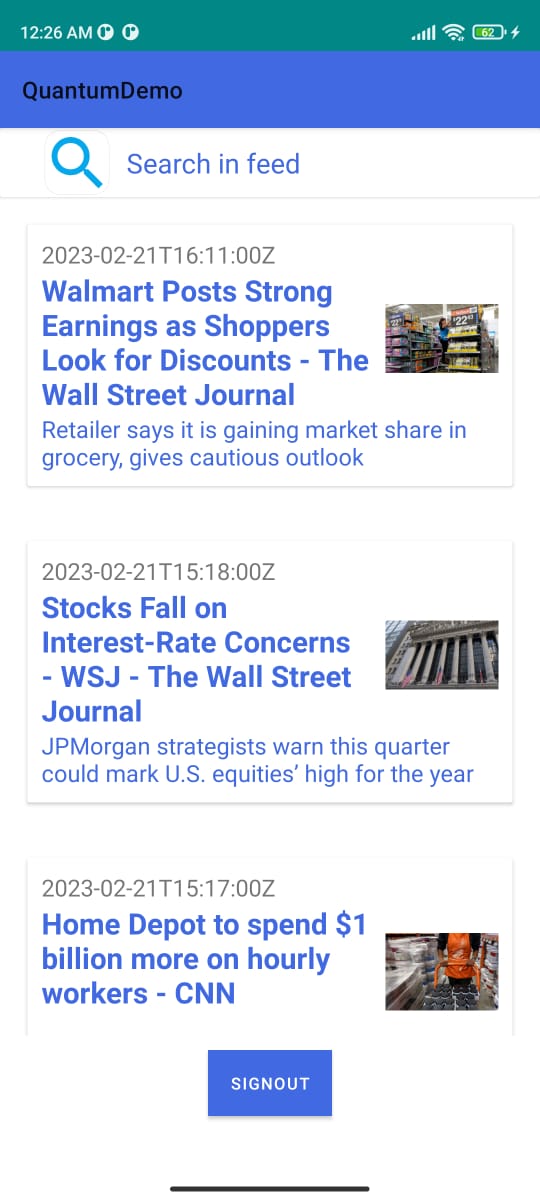 12:26 AM
62
QuantumDemo
Search in feed
2023-02-21T16:11:00Z
Walmart Posts Strong
Earnings as Shoppers
Look for Discounts - The
Wall Street Journal
Retailer says it is gaining market share in
grocery, gives cautious outlook
2023-02-21T15:18:00Z
Stocks Fall on
Interest-Rate Concerns
- WSJ - The Wall Street
Journal
JPMorgan strategists warn this quarter
could mark U.S. equities’ high for the year
2023-02-21T15:17:00Z
Home Depot to spend $1
billion more on hourly
workers - CNN
SIGNOUT